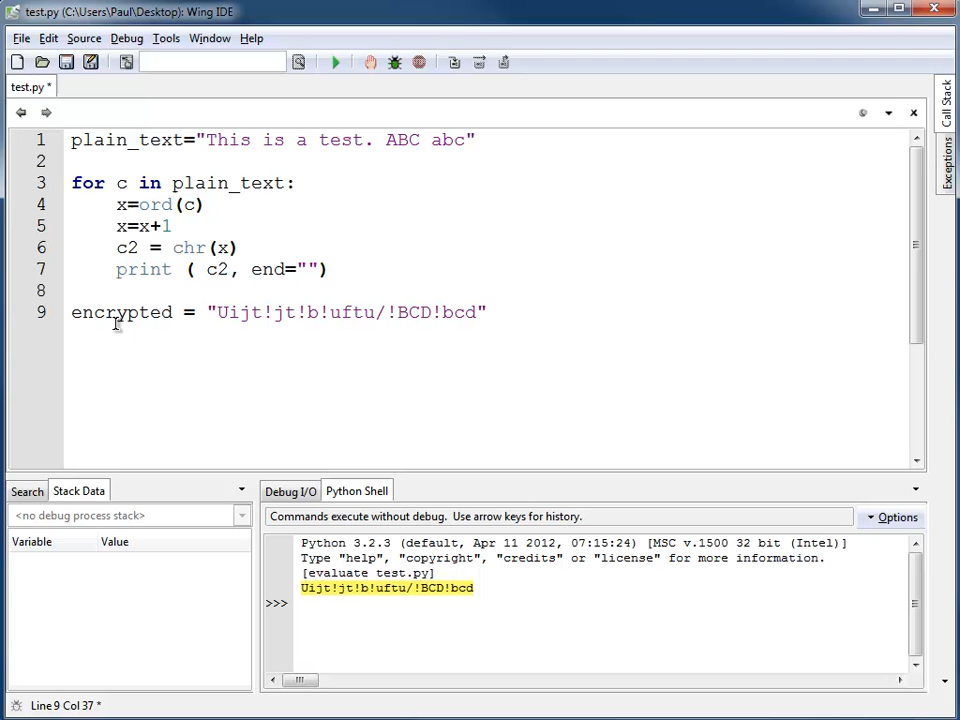 test.py (C:\Users\Paul\Desktop): Wing IDE
File Edit Source Debug Tools Window Help
test.py *
1 plain_text="This is a test. ABC abc"
2
3 for c in plain_text:
4 x=ord(c)
5 x=x+1
6 c2 = chr(x)
7 print ( c2, end="")
8
9 encrypted = "Uijt!jt!b!uftu/!BCD!bcd"
Call Stack
Exceptions
Search Stack Data
<no debug process stack>
Variable Value
Debug I/O Python Shell
Commands execute without debug. Use arrow keys for history.
Options
Python 3.2.3 (default, Apr 11 2012, 07:15:24) [MSC v.1500 32 bit (Intel)]
Type "help", "copyright", "credits" or "license" for more information.
[evaluate test.py]
Uijt!jt!b!uftu/!BCD!bcd
>>>
Line 9 Col 37 *